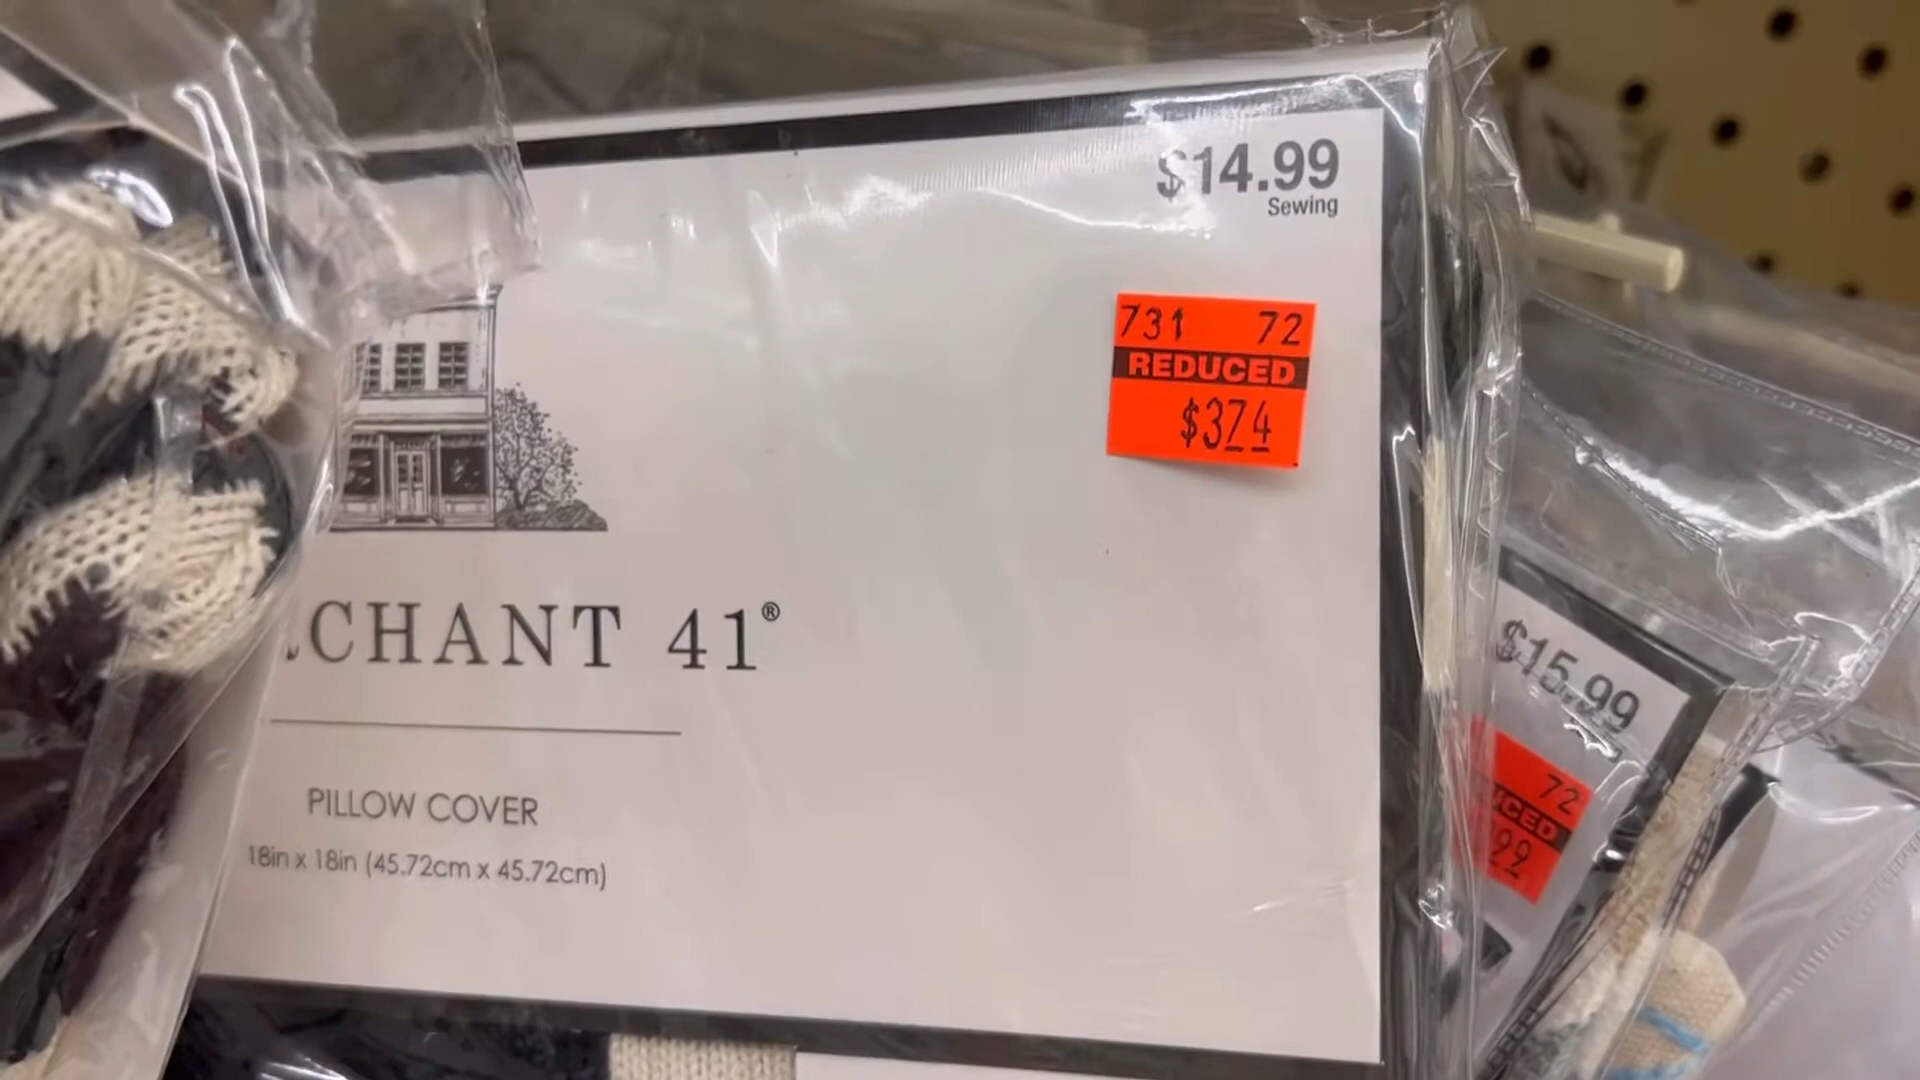 $14.99
Sewing
731 72
REDUCED
$374
CHANT 41®
PILLOW COVER
18in x 18in (45.72cm x 45.72cm)
$15.99
72
UCED
99